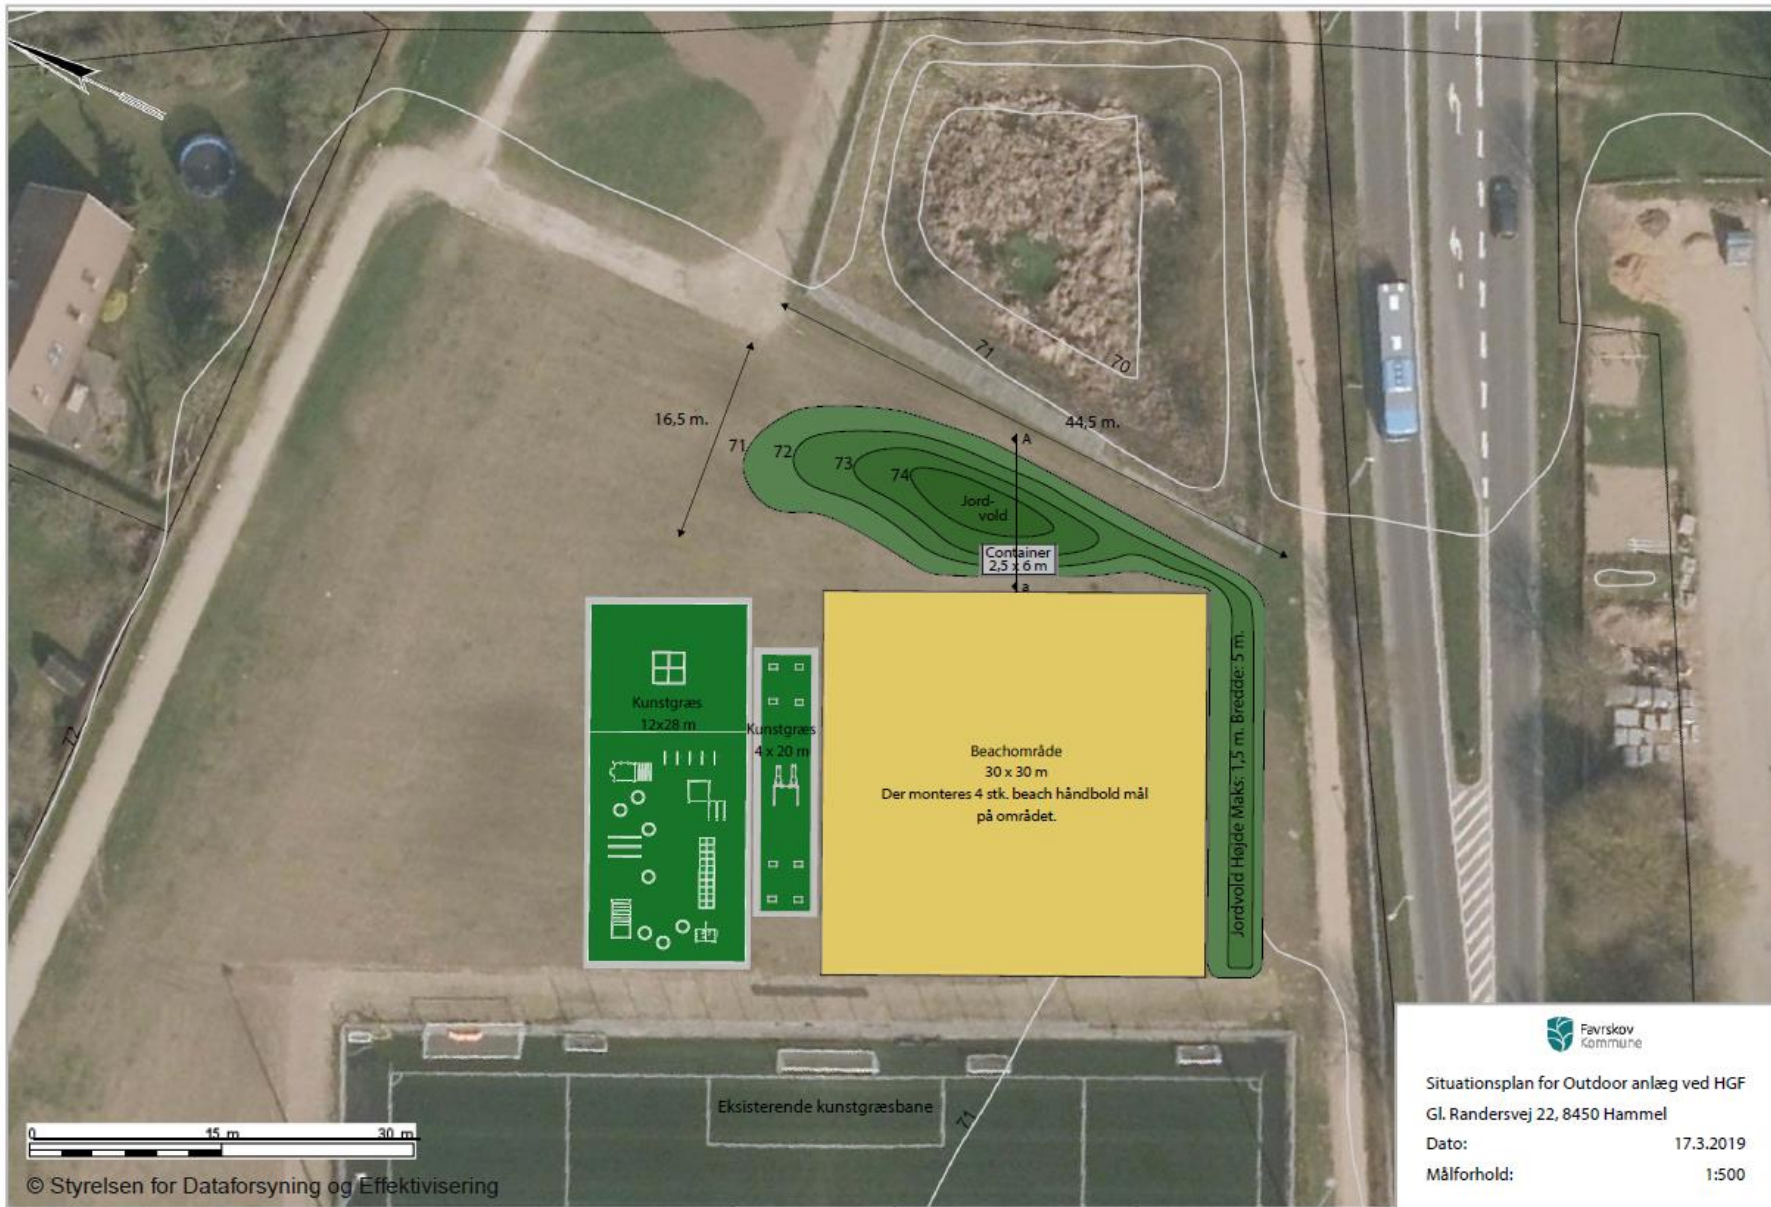 71
70
16,5 m.
44,5 m.
A
71
72
73
74
Jord-
vold
Container
2,5 x 6 m
a
Kunstgræs
12x28 m
Kunstgræs
4 x 20 m
Beachområde
30 x 30 m
Der monteres 4 stk. beach håndbold mål
på området.
Jordvold Højde Maks: 1,5 m. Bredde: 5 m.
72
Eksisterende kunstgræsbane
71
0 15 m 30 m
© Styrelsen for Dataforsyning og Effektivisering
Favrskov
Kommune
Situationsplan for Outdoor anlæg ved HGF
Gl. Randersvej 22, 8450 Hammel
Dato: 17.3.2019
Målforhold: 1:500